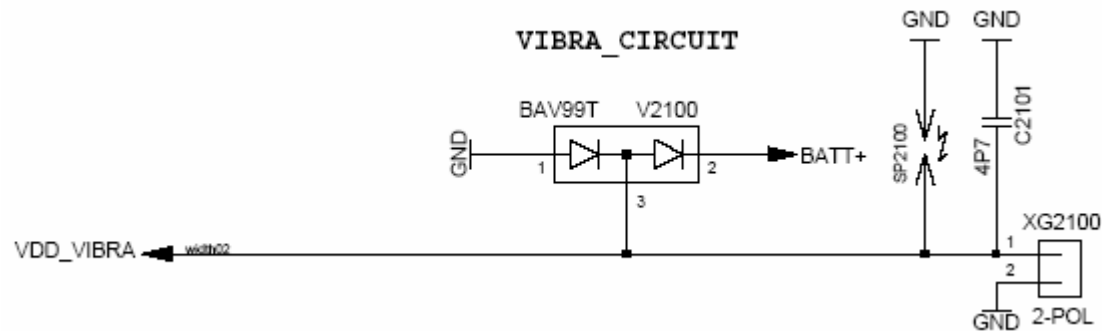 GND GND
VIBRA_CIRCUIT
BAV99T V2100
C2101
SP2100
4P7
GND
1
2
BATT+
3
XG2100
VDD_VIBRA
width02
1
2
GND
2-POL